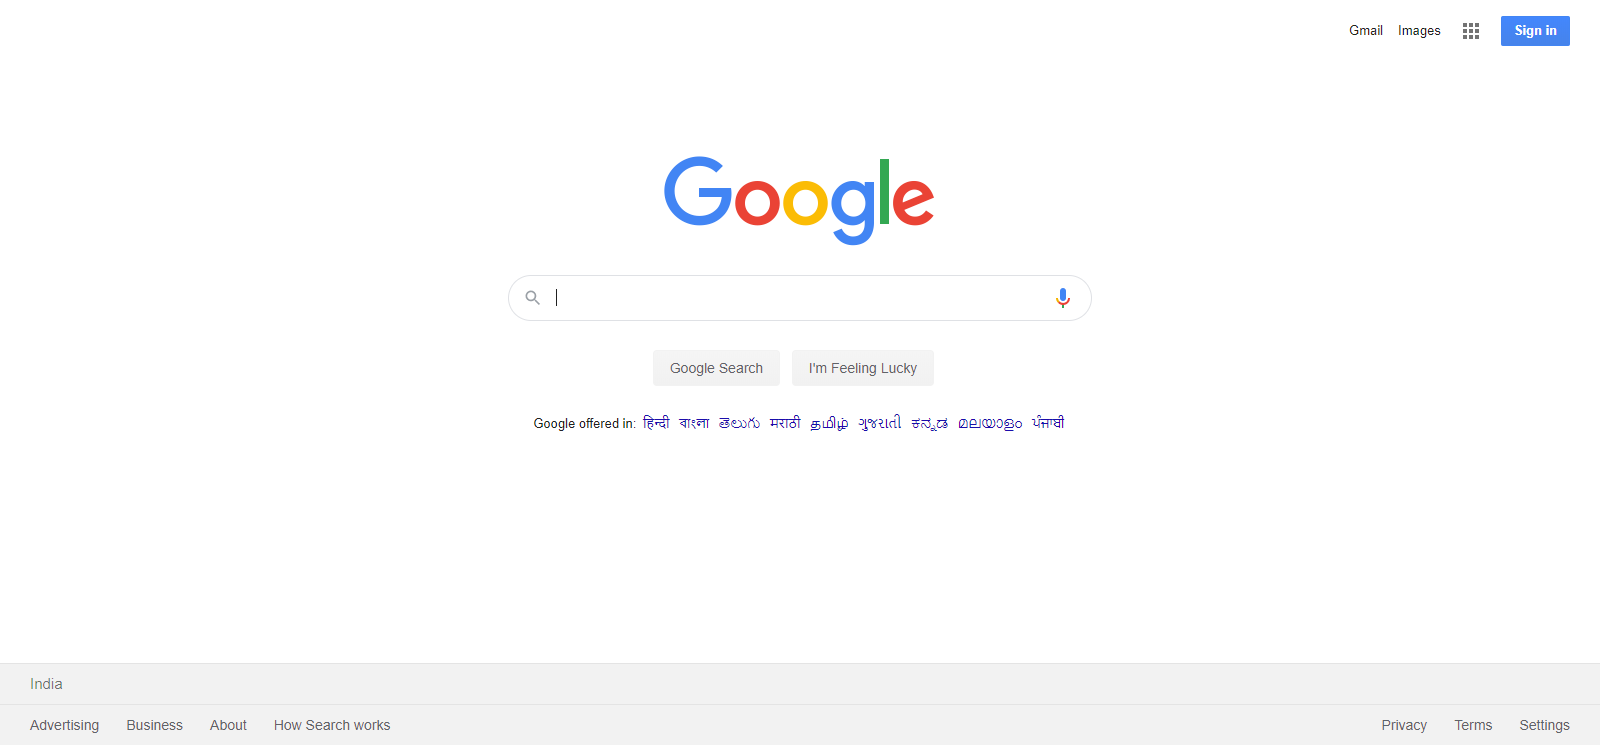 Gmail Images Sign in
Google
Google Search I'm Feeling Lucky
Google offered in: हिन्दी বাংলা తెలుగు मराठी தமிழ் ગુજરાતી ಕನ್ನಡ മലയാളം ਪੰਜਾਬੀ
India
Advertising Business About How Search works Privacy Terms Settings